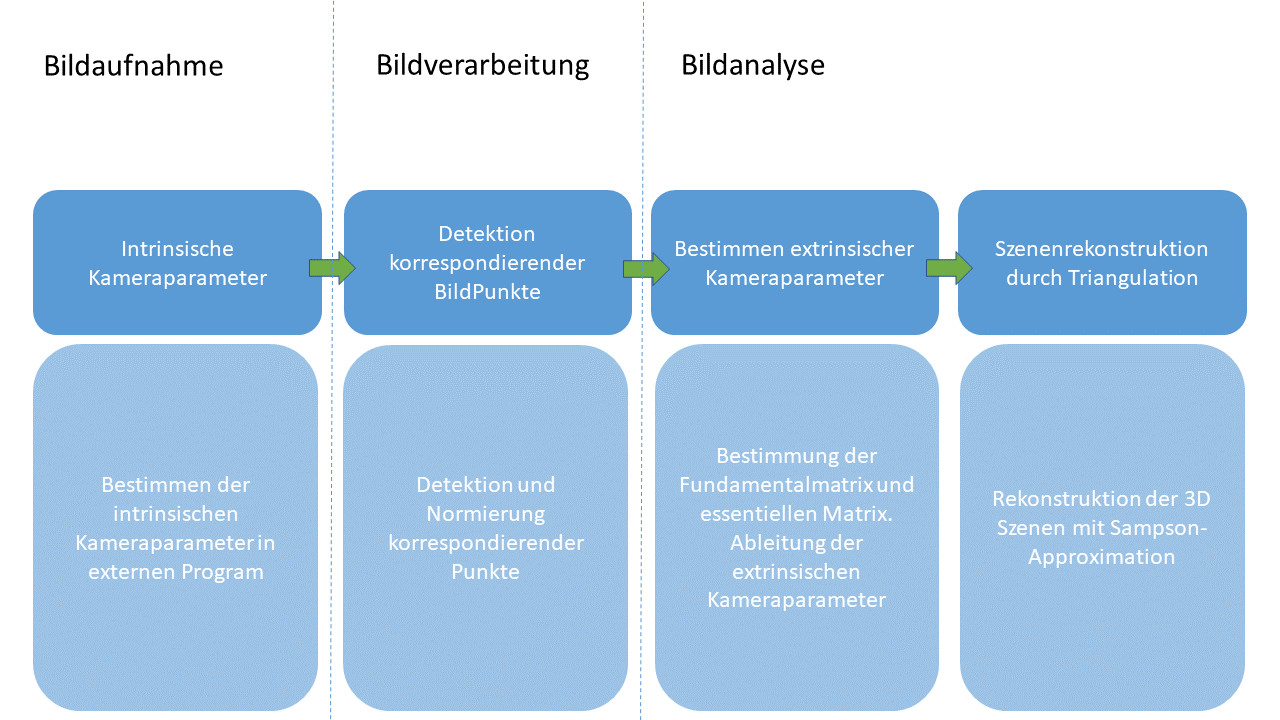 Bildaufnahme
Bildverarbeitung
Bildanalyse
Intrinsische
Kameraparameter
Detektion
korrespondierender
BildPunkte
Bestimmen extrinsischer
Kameraparameter
Szenenrekonstruktion
durch Triangulation
Bestimmen der
intrinsischen
Kameraparameter in
externen Program
Detektion und
Normierung
korrespondierender
Punkte
Bestimmung der
Fundamentalmatrix und
essentiellen Matrix.
Ableitung der
extrinsischen
Kameraparameter
Rekonstruktion der 3D
Szenen mit Sampson-
Approximation